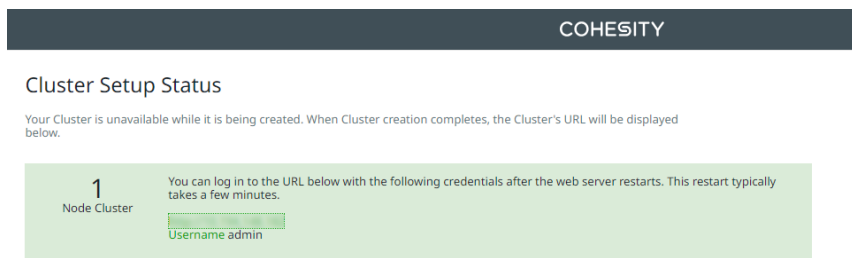 COHESITY
Cluster Setup Status
Your Cluster is unavailable while it is being created. When Cluster creation completes, the Cluster's URL will be displayed
below.
1
Node Cluster
You can log in to the URL below with the following credentials after the web server restarts. This restart typically
takes a few minutes.
Username admin